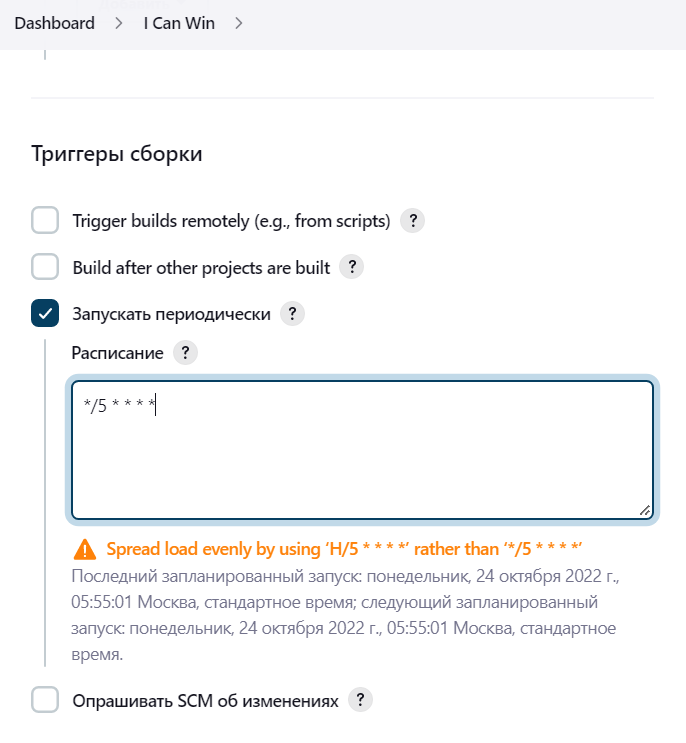 Dashboard > I Can Win >
Триггеры сборки
Trigger builds remotely (e.g., from scripts) ?
Build after other projects are built ?
Запускать периодически ?
Расписание ?
*/5 * * * *
Spread load evenly by using ‘H/5 * * * *’ rather than ‘*/5 * * * *’
Последний запланированный запуск: понедельник, 24 октября 2022 г.,
05:55:01 Москва, стандартное время; следующий запланированный
запуск: понедельник, 24 октября 2022 г., 05:55:01 Москва, стандартное
время.
Опрашивать SCM об изменениях ?